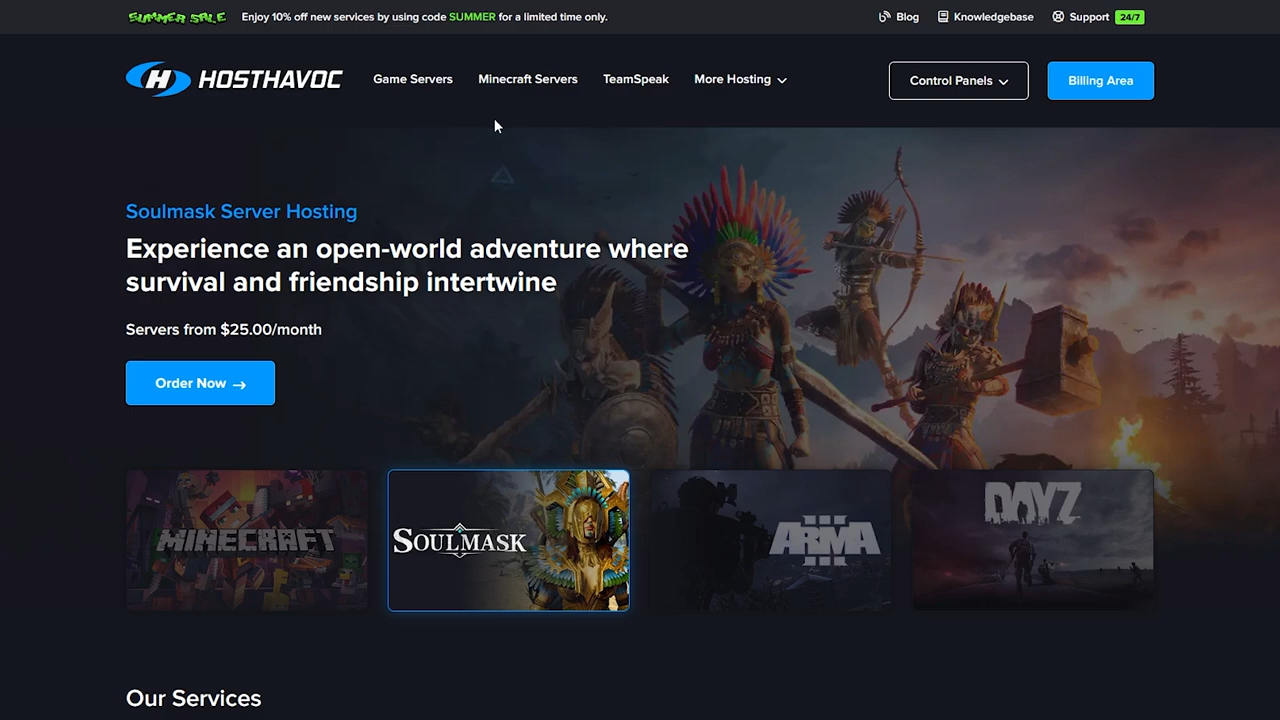 SUMMER SALE Enjoy 10% off new services by using code SUMMER for a limited time only. Blog Knowledgebase Support 24/7
H HOSTHAVOC Game Servers Minecraft Servers TeamSpeak More Hosting Control Panels Billing Area
Soulmask Server Hosting
Experience an open-world adventure where
survival and friendship intertwine
Servers from $25.00/month
Order Now →
MINECRAFT SOULMASK ARMA III DAYZ
Our Services